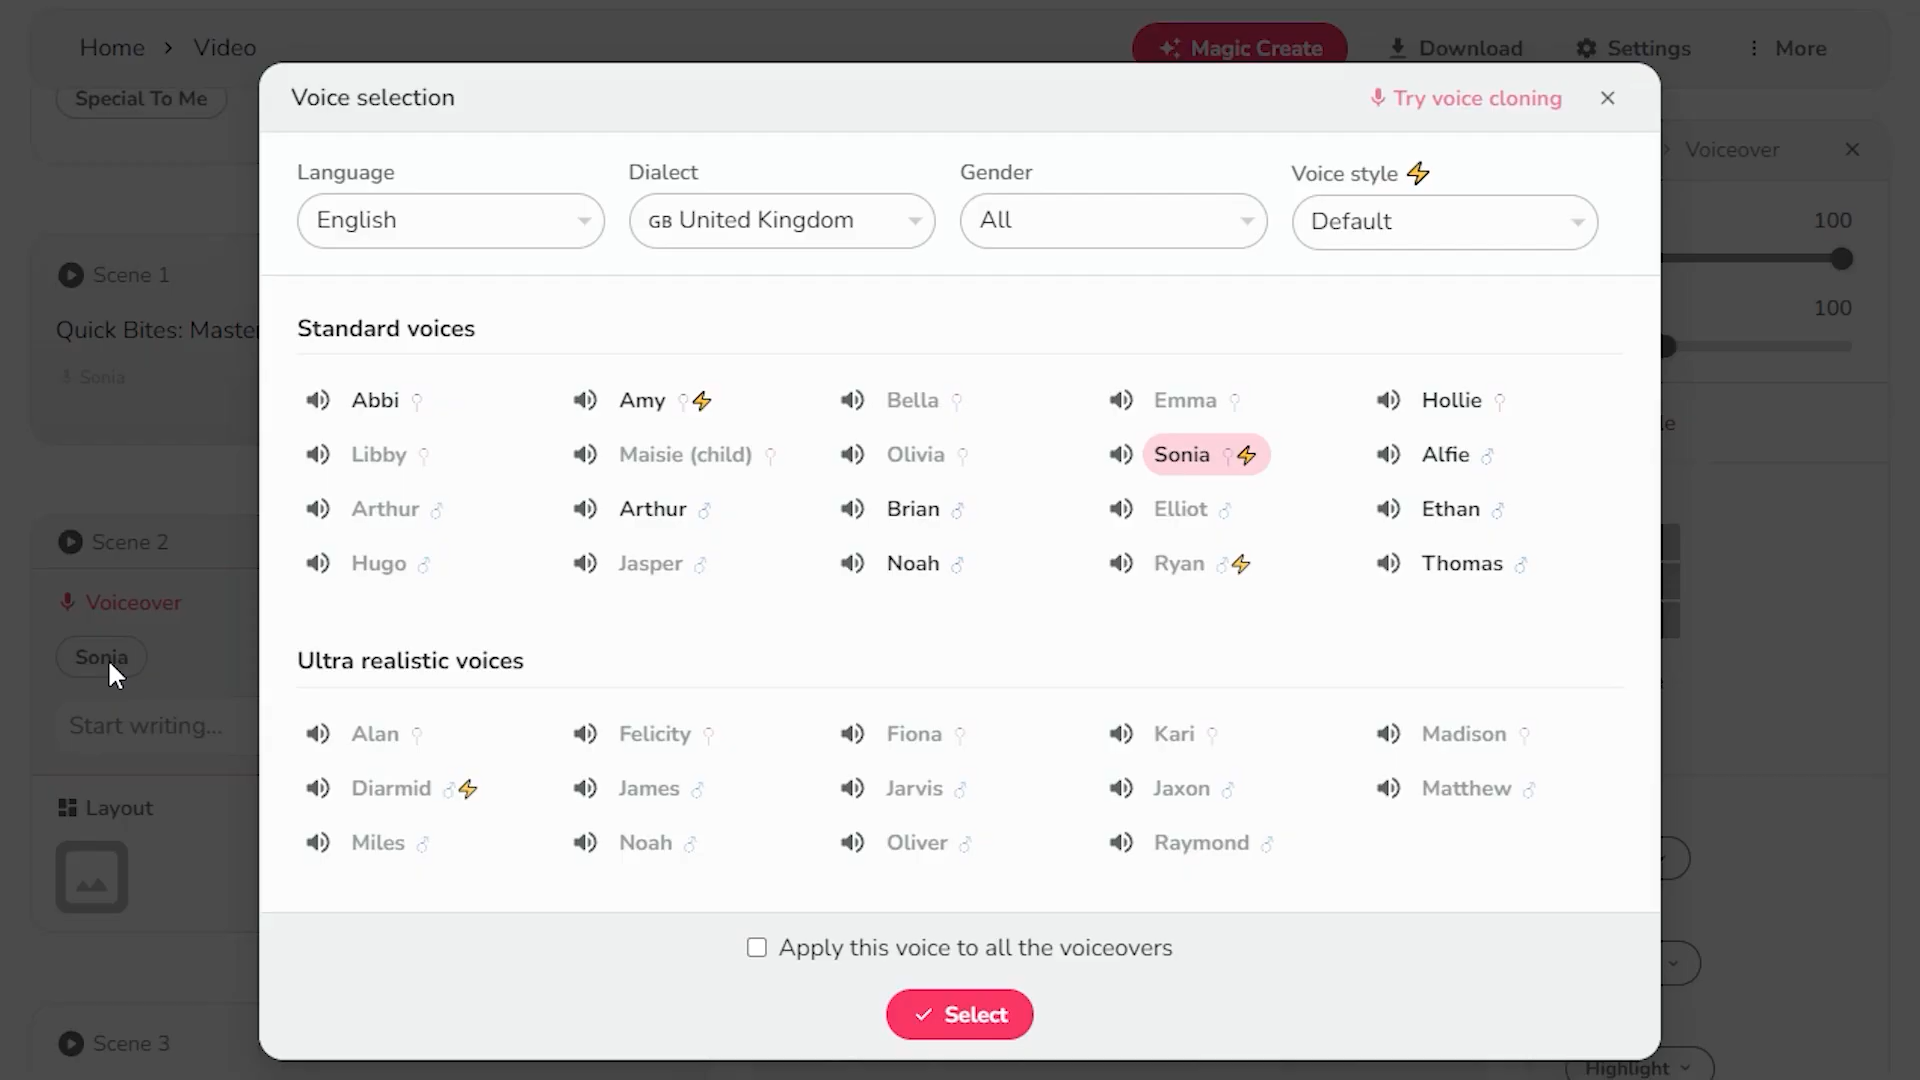 Home > Video
Magic Create
Download
Settings
More
Special To Me
Voice selection
Try voice cloning
Voiceover
Language
Dialect
Gender
Voice style
English
GB United Kingdom
All
Default
100
100
Scene 1
Quick Bites: Master
Sonia
Standard voices
Abbi
Amy
Bella
Emma
Hollie
Libby
Maisie (child)
Olivia
Sonia
Alfie
Arthur
Arthur
Brian
Elliot
Ethan
Hugo
Jasper
Noah
Ryan
Thomas
Scene 2
Voiceover
Sonia
Start writing...
Layout
Ultra realistic voices
Alan
Felicity
Fiona
Kari
Madison
Diarmid
James
Jarvis
Jaxon
Matthew
Miles
Noah
Oliver
Raymond
Apply this voice to all the voiceovers
Select
Scene 3
Highlight